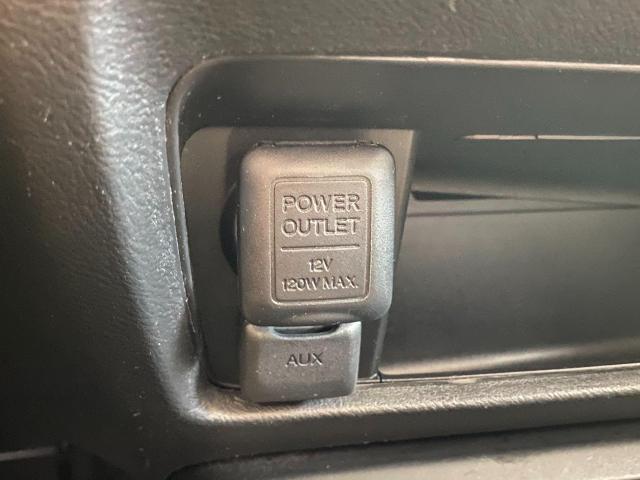 POWER
OUTLET
12V
120W MAX.
AUX